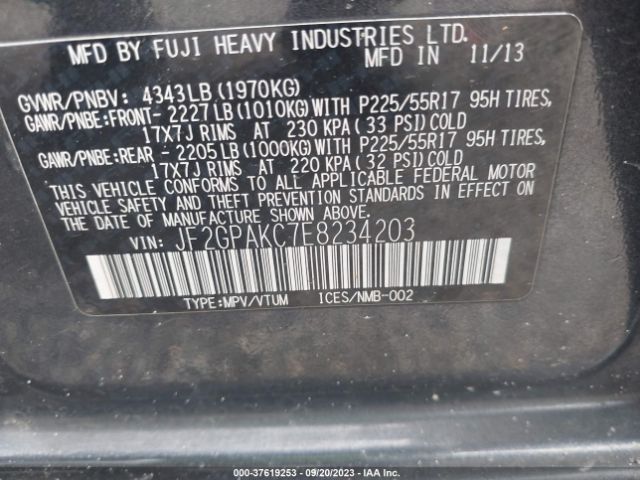 MFD BY FUJI HEAVY INDUSTRIES LTD.
MFD IN 11/13
GVWR/PNBV: 4343LB (1970KG)
GAWR/PNBE:FRONT- 2227LB (1010KG) WITH P225/55R17 95H TIRES,
17X7J RIMS AT 230 KPA (33 PSI) COLD
GAWR/PNBE:REAR - 2205LB (1000KG) WITH P225/55R17 95H TIRES,
17X7J RIMS AT 220 KPA (32 PSI) COLD
THIS VEHICLE CONFORMS TO ALL APPLICABLE FEDERAL MOTOR
VEHICLE SAFETY AND THEFT PREVENTION STANDARDS IN EFFECT ON
THE DATE OF MANUFACTURE SHOWN ABOVE.
VIN: JF2GPAKC7E8234203
TYPE:MPV/VTUM ICES/NMB-002
000-37619253 - 09/20/2023 - IAA Inc.